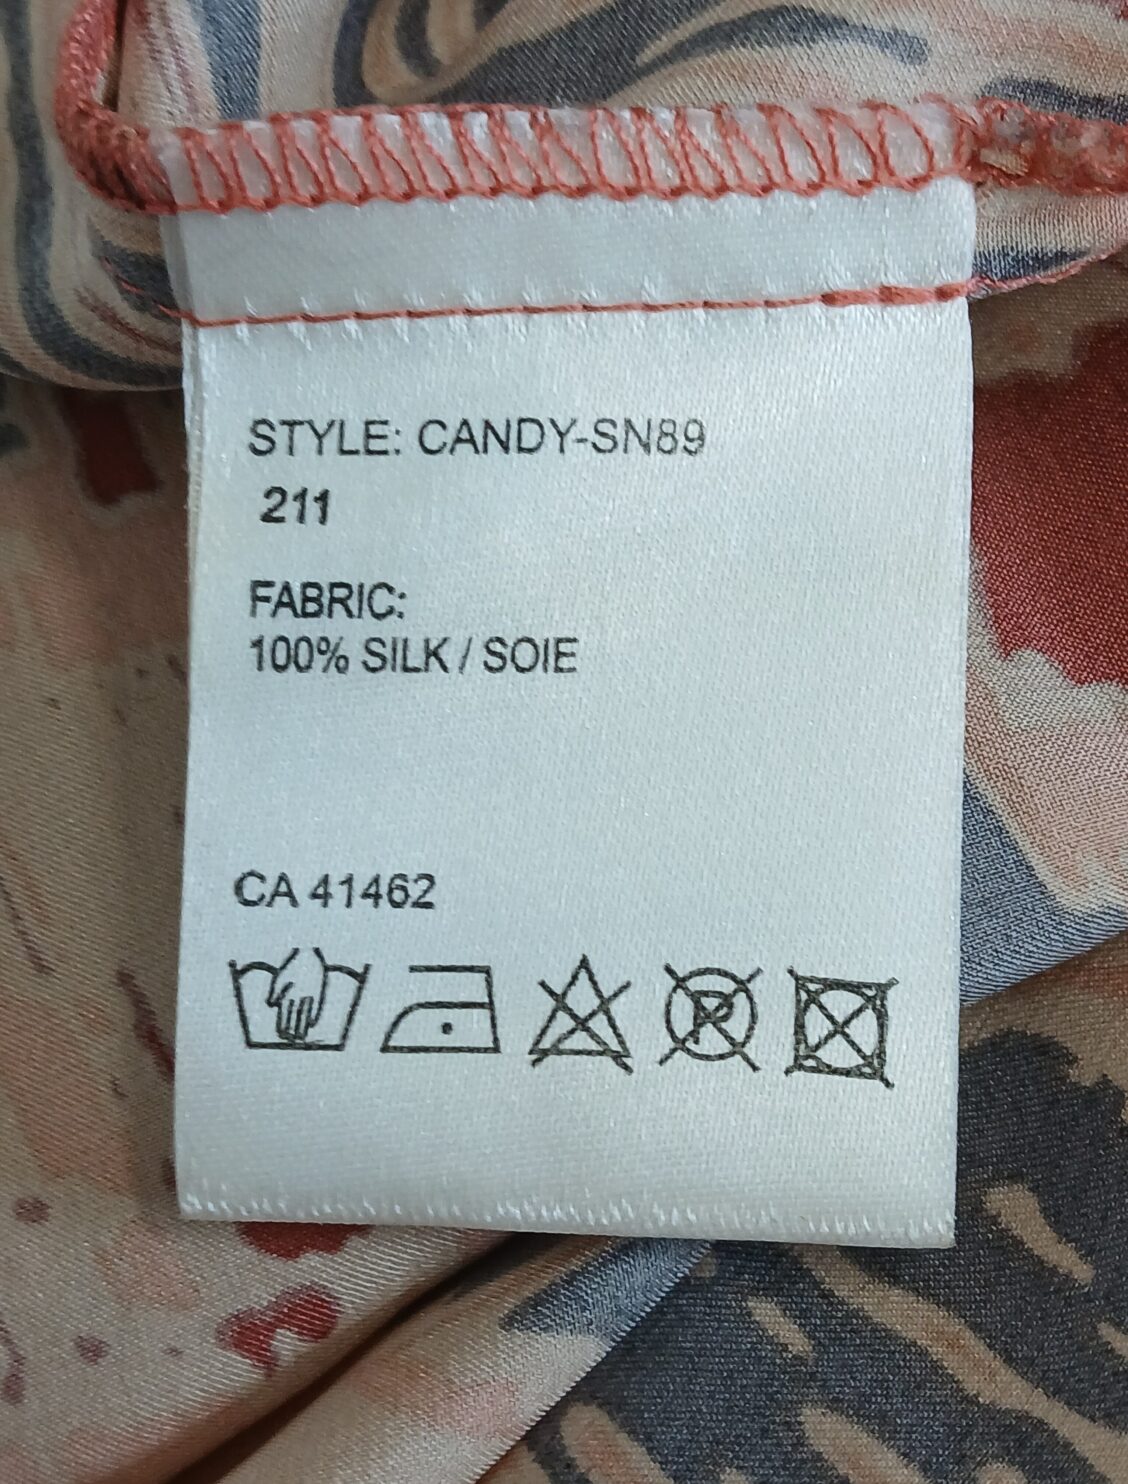 STYLE: CANDY-SN89
211
FABRIC:
100% SILK / SOIE
CA 41462
P